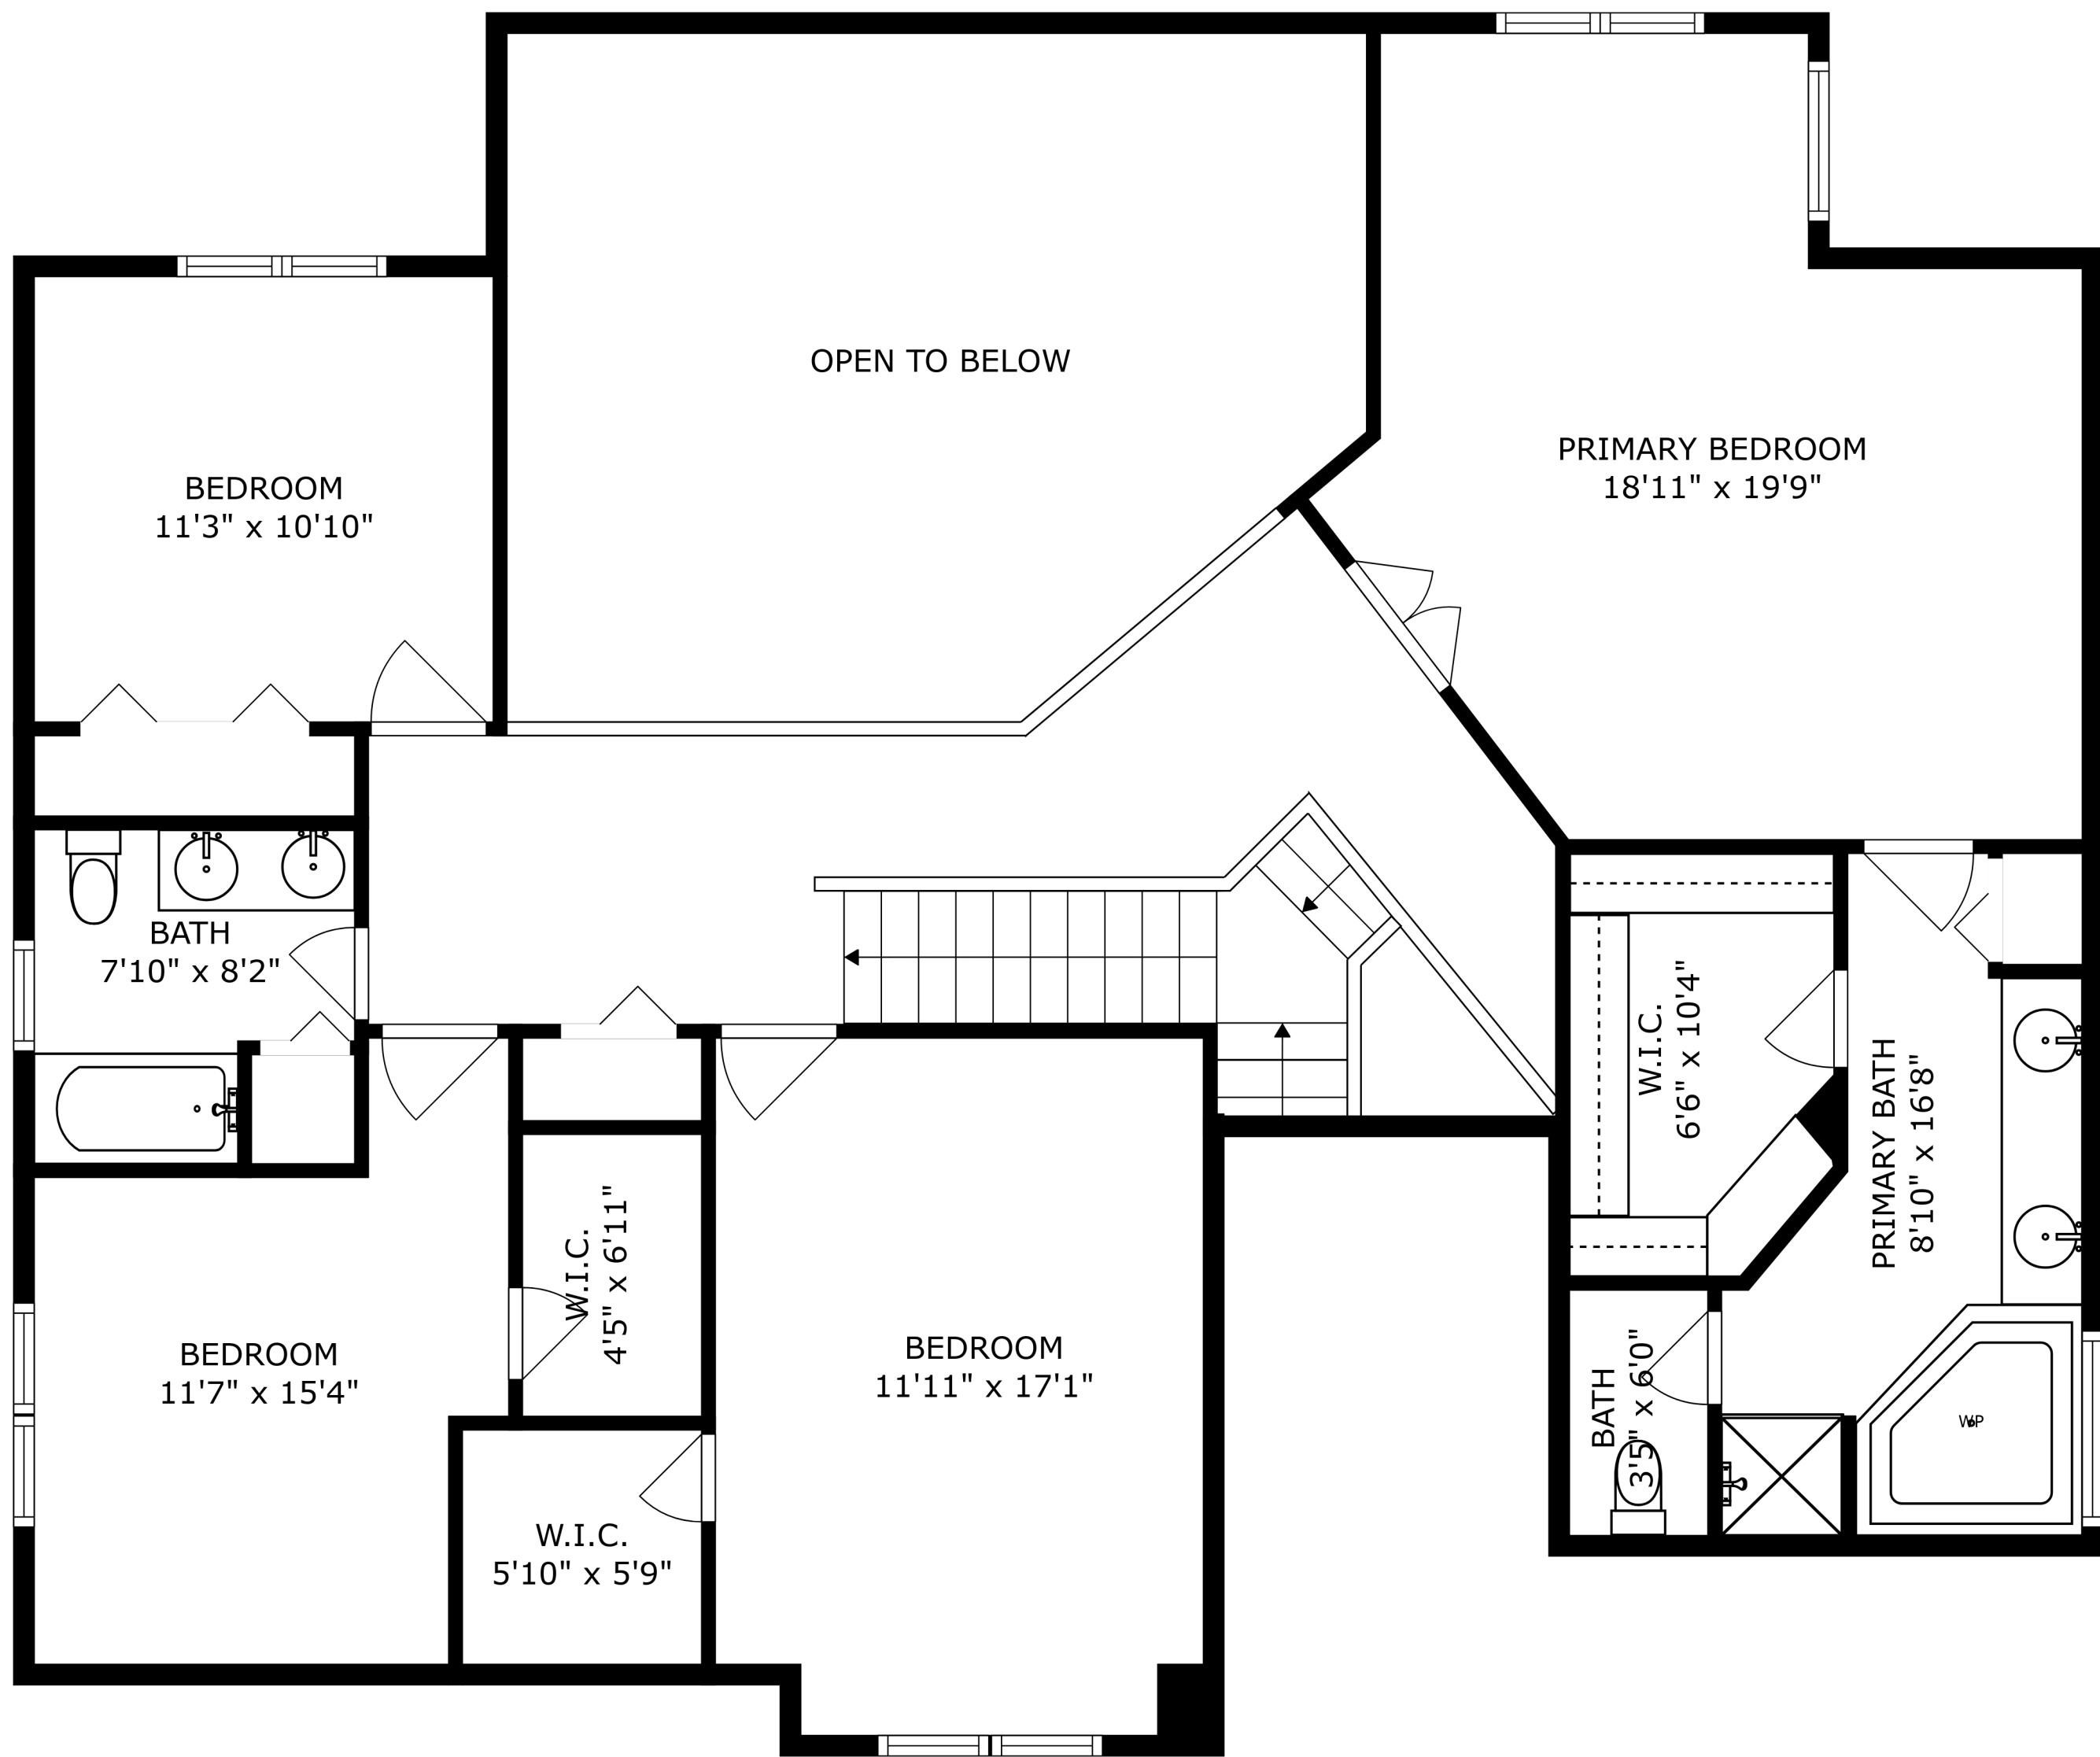 OPEN TO BELOW
PRIMARY BEDROOM
18'11" x 19'9"
BEDROOM
11'3" x 10'10"
BATH
7'10" x 8'2"
W.I.C.
6'6" x 10'4"
PRIMARY BATH
8'10" x 16'8"
W.I.C.
4'5" x 6'11"
BEDROOM
11'7" x 15'4"
BEDROOM
11'11" x 17'1"
BATH
3'5" x 6'0"
WP
W.I.C.
5'10" x 5'9"